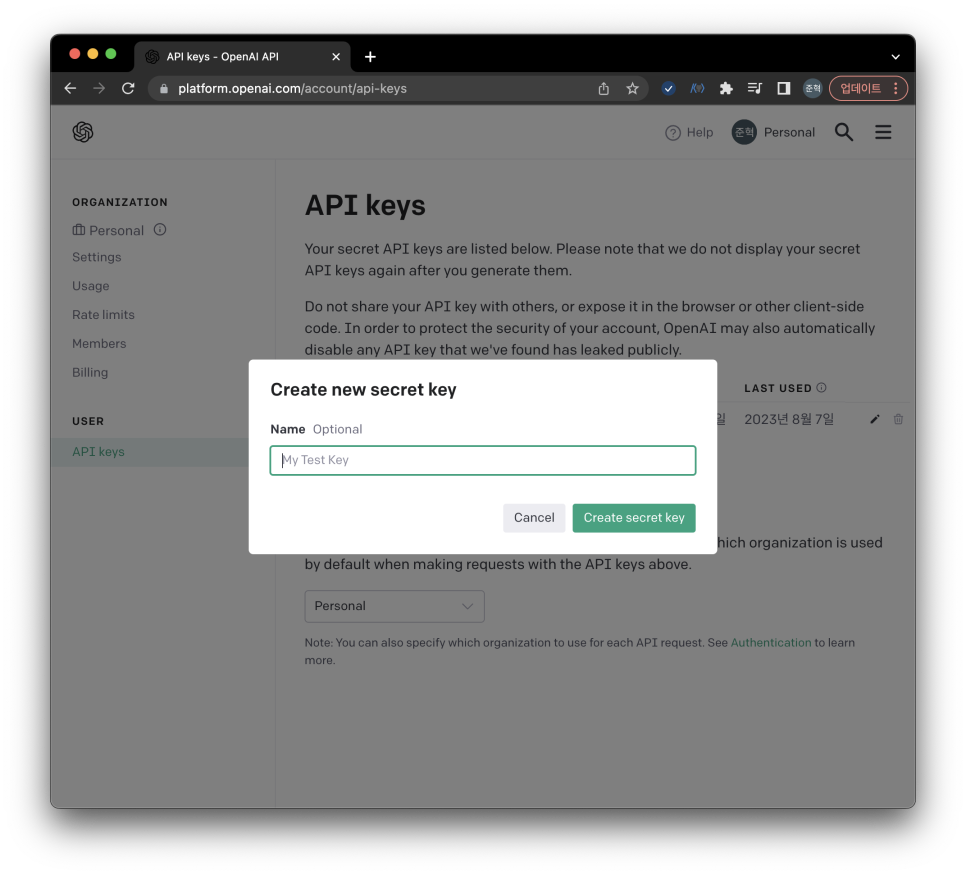 API keys - OpenAI API
platform.openai.com/account/api-keys
준혁
업데이트
Help
준혁
Personal
ORGANIZATION
Personal
Settings
Usage
Rate limits
Members
Billing
USER
API keys
API keys
Your secret API keys are listed below. Please note that we do not display your secret
API keys again after you generate them.
Do not share your API key with others, or expose it in the browser or other client-side
code. In order to protect the security of your account, OpenAI may also automatically
disable any API key that we've found has leaked publicly.
LAST USED
일 2023년 8월 7일
Create new secret key
Name Optional
My Test Key
Cancel
Create secret key
hich organization is used
by default when making requests with the API keys above.
Personal
Note: You can also specify which organization to use for each API request. See Authentication to learn
more.